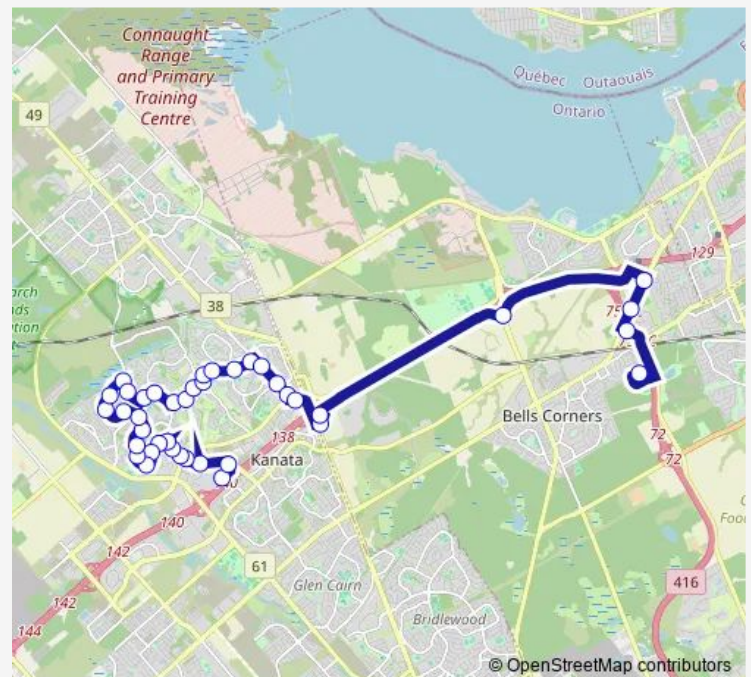 Connaught
Range
and Primary
Training
Centre
Québec Outaouais
Ontario
49
129
38
Bells Corners
138
Kanata
72
72
140
61
142
Glen Cairn
416
142
Bridlewood
144
© OpenStreetMap contributors